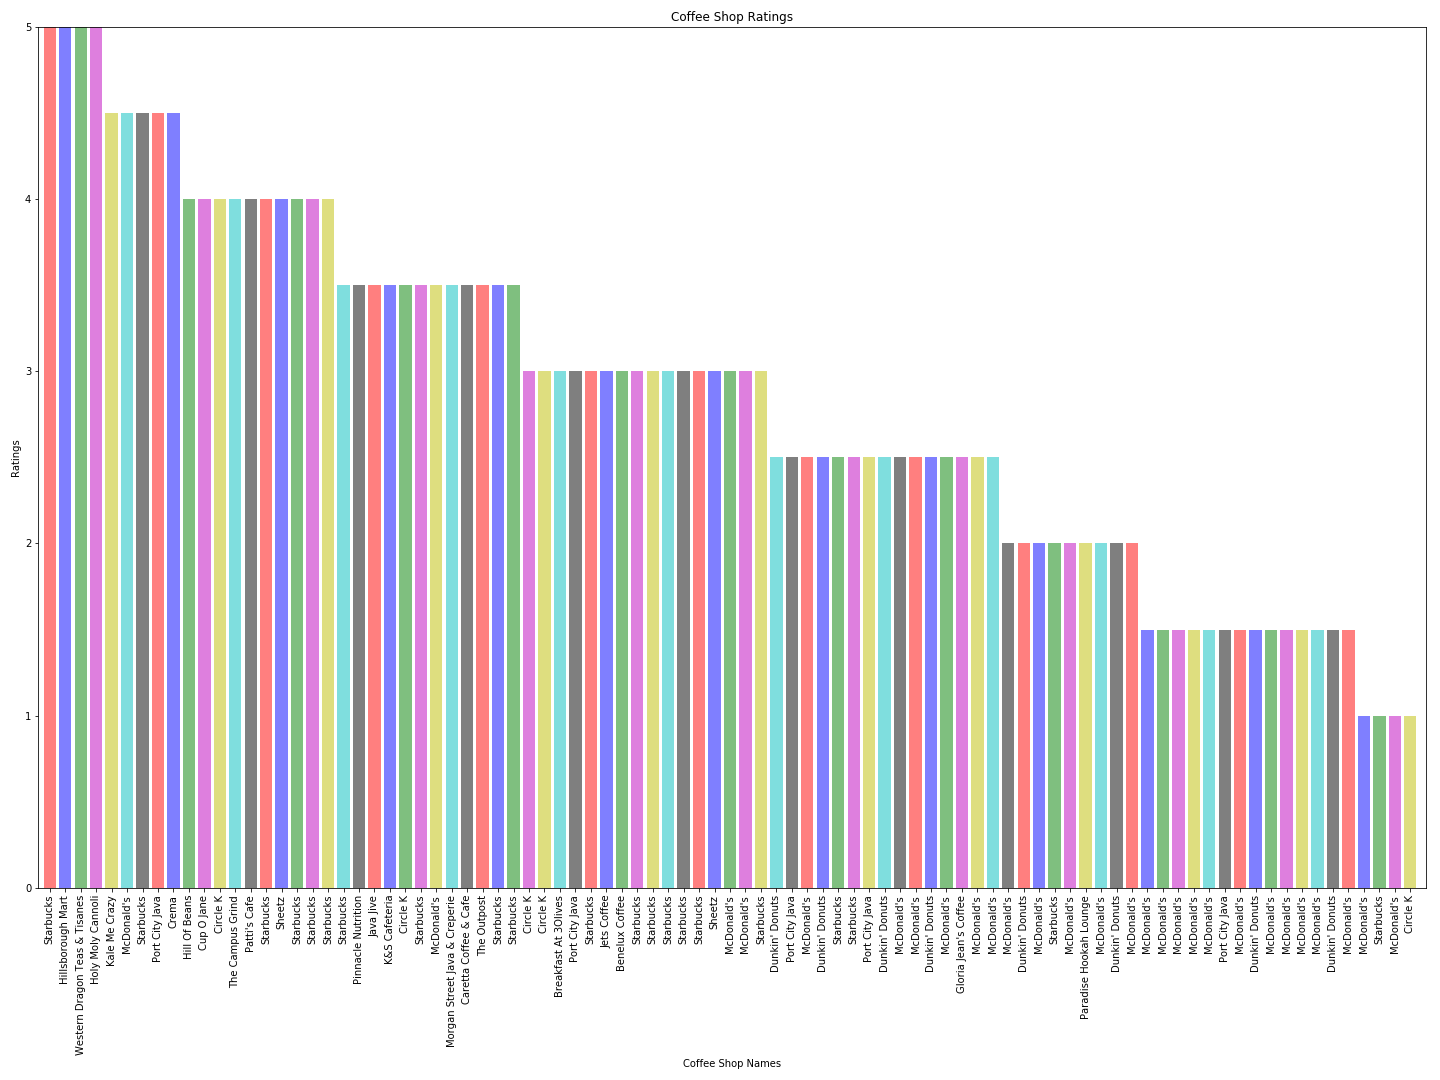 Coffee Shop Ratings
5
4
3
2
1
0
Ratings
Starbucks
Hillsborough Mart
Western Dragon Teas & Tisanes
Holy Moly Cannoli
Kale Me Crazy
McDonald's
Starbucks
Port City Java
Crema
Hill Of Beans
Cup O Jane
Circle K
The Campus Grind
Patti's Cafe
Starbucks
Sheetz
Starbucks
Starbucks
Starbucks
Starbucks
Pinnacle Nutrition
Java Jive
K&S Cafeteria
Circle K
Starbucks
McDonald's
Morgan Street Java & Creperie
Caretta Coffee & Cafe
The Outpost
Starbucks
Starbucks
Circle K
Circle K
Breakfast At 3Olives
Port City Java
Starbucks
Jets Coffee
Benelux Coffee
Starbucks
Starbucks
Starbucks
Starbucks
Starbucks
Sheetz
McDonald's
McDonald's
Starbucks
Dunkin' Donuts
Port City Java
McDonald's
Dunkin' Donuts
Starbucks
Starbucks
Port City Java
Dunkin' Donuts
McDonald's
McDonald's
Dunkin' Donuts
McDonald's
Gloria Jean's Coffee
McDonald's
McDonald's
McDonald's
Dunkin' Donuts
McDonald's
Starbucks
McDonald's
Paradise Hookah Lounge
McDonald's
Dunkin' Donuts
McDonald's
McDonald's
McDonald's
McDonald's
McDonald's
McDonald's
Port City Java
McDonald's
Dunkin' Donuts
McDonald's
McDonald's
McDonald's
McDonald's
Dunkin' Donuts
McDonald's
McDonald's
Starbucks
McDonald's
Circle K
Coffee Shop Names